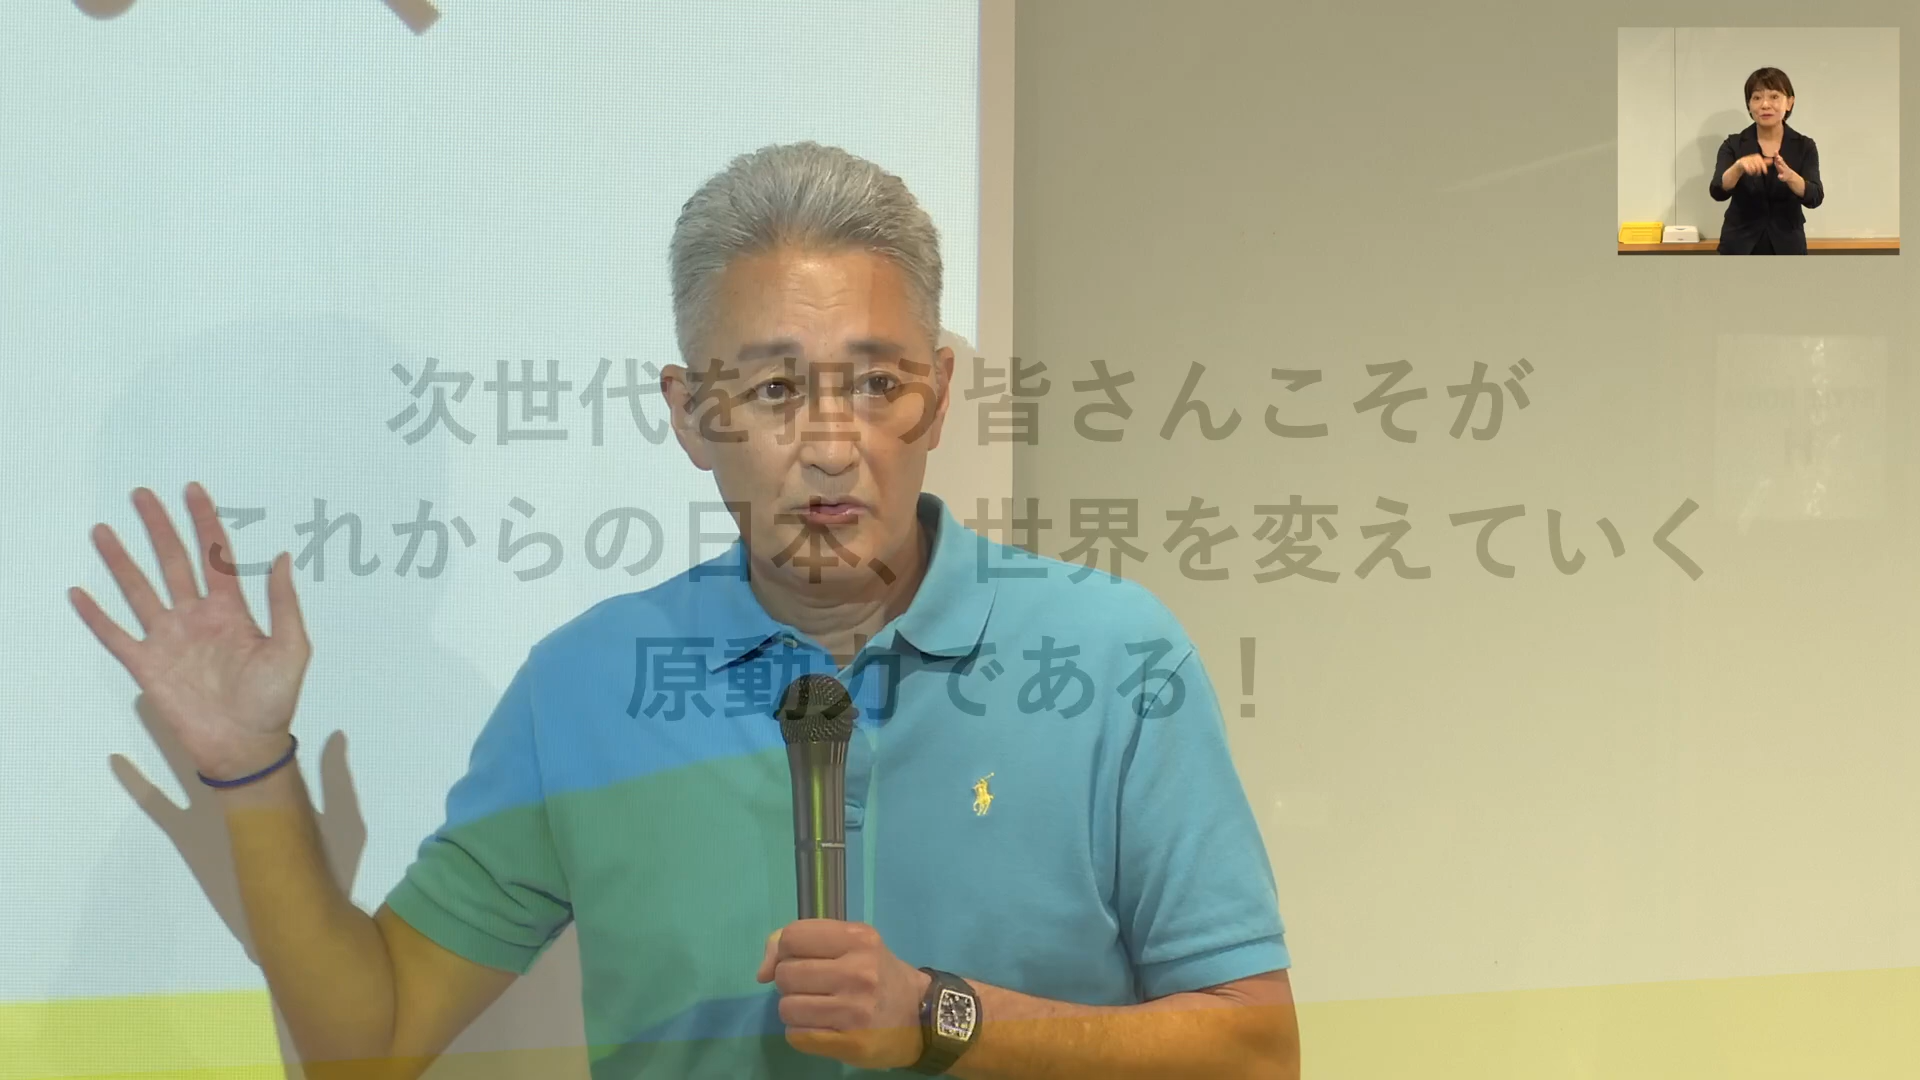 次世代を担う皆さんこそが
これからの日本、世界を変えていく
原動力である！